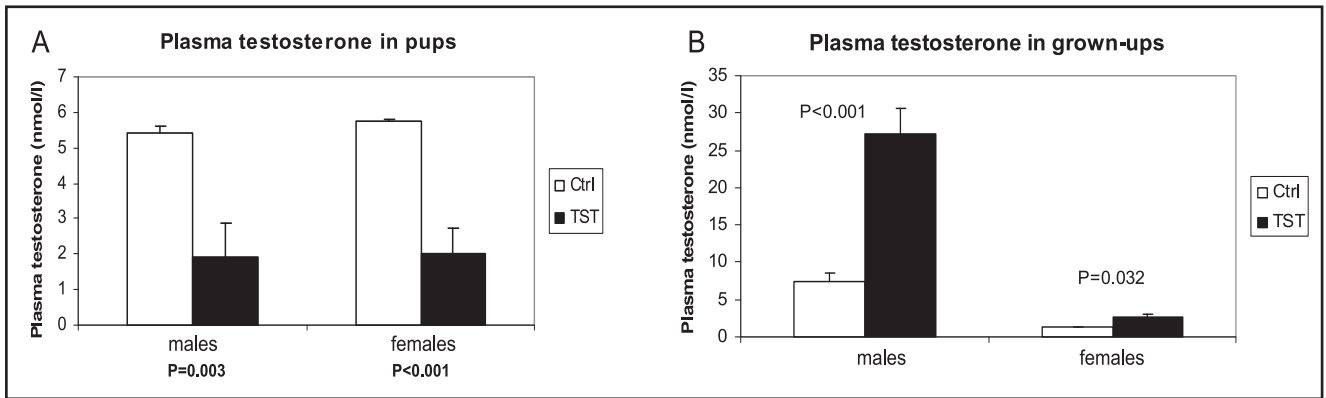 A
Plasma testosterone in pups
Plasma testosterone (nmol/l)
7
6
5
4
3
2
1
0
males
females
P=0.003
P<0.001
Ctrl
TST
B
Plasma testosterone in grown-ups
Plasma testosterone (nmol/l)
35
30
25
20
15
10
5
0
P<0.001
P=0.032
males
females
Ctrl
TST